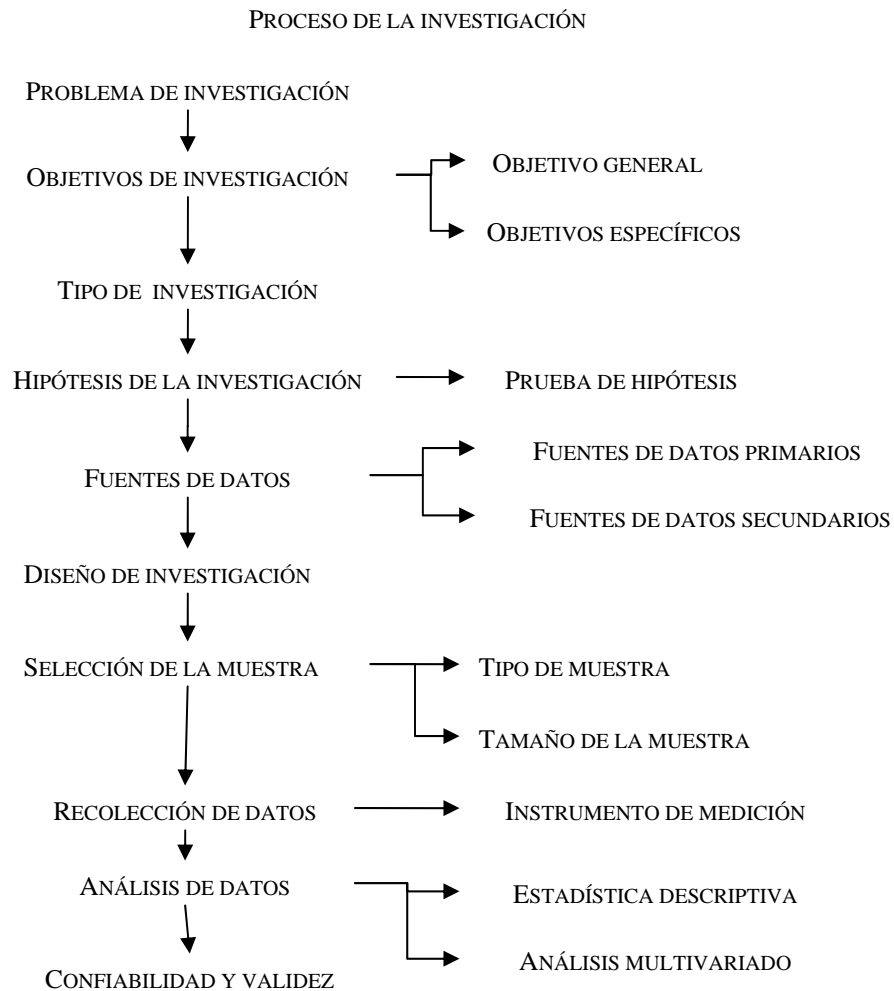 PROCESO DE LA INVESTIGACIÓN
PROBLEMA DE INVESTIGACIÓN
OBJETIVOS DE INVESTIGACIÓN
OBJETIVO GENERAL
OBJETIVOS ESPECÍFICOS
TIPO DE INVESTIGACIÓN
HIPÓTESIS DE LA INVESTIGACIÓN
PRUEBA DE HIPÓTESIS
FUENTES DE DATOS
FUENTES DE DATOS PRIMARIOS
FUENTES DE DATOS SECUNDARIOS
DISEÑO DE INVESTIGACIÓN
SELECCIÓN DE LA MUESTRA
TIPO DE MUESTRA
TAMAÑO DE LA MUESTRA
RECOLECCIÓN DE DATOS
INSTRUMENTO DE MEDICIÓN
ANÁLISIS DE DATOS
ESTADÍSTICA DESCRIPTIVA
ANÁLISIS MULTIVARIADO
CONFIABILIDAD Y VALIDEZ